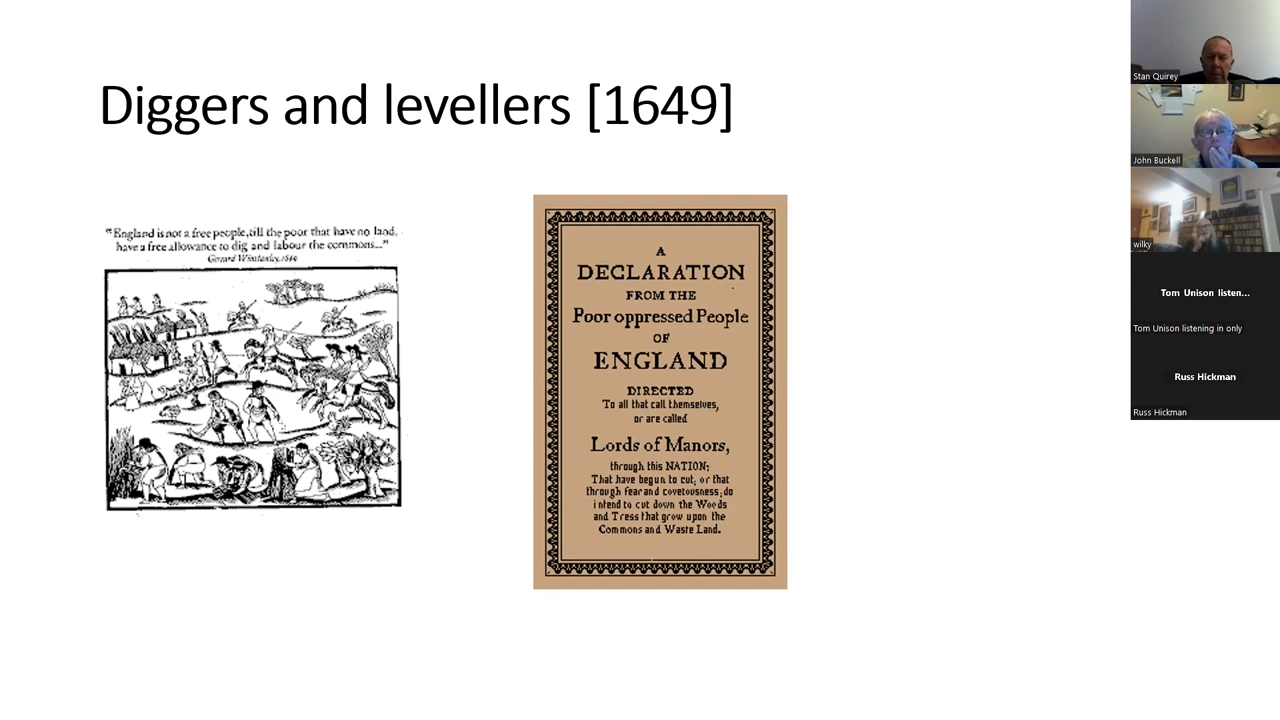 Diggers and levellers [1649]
"England is not a free people, till the poor that have no land,
have a free allowance to dig and labour the commons..."
Gerrard Winstanley, 1649
A
DECLARATION
FROM THE
Poor oppressed People
OF
ENGLAND
DIRECTED
To all that call themselves,
or are called
Lords of Manors,
through this NATION;
That have begun to cut, or that
through fear and covetousness, do
intend to cut down the Woods
and Tress that grow upon the
Commons and Waste Land.
Stan Quirey
John Buckell
wilky
Tom Unison listen...
Tom Unison listening in only
Russ Hickman
Russ Hickman